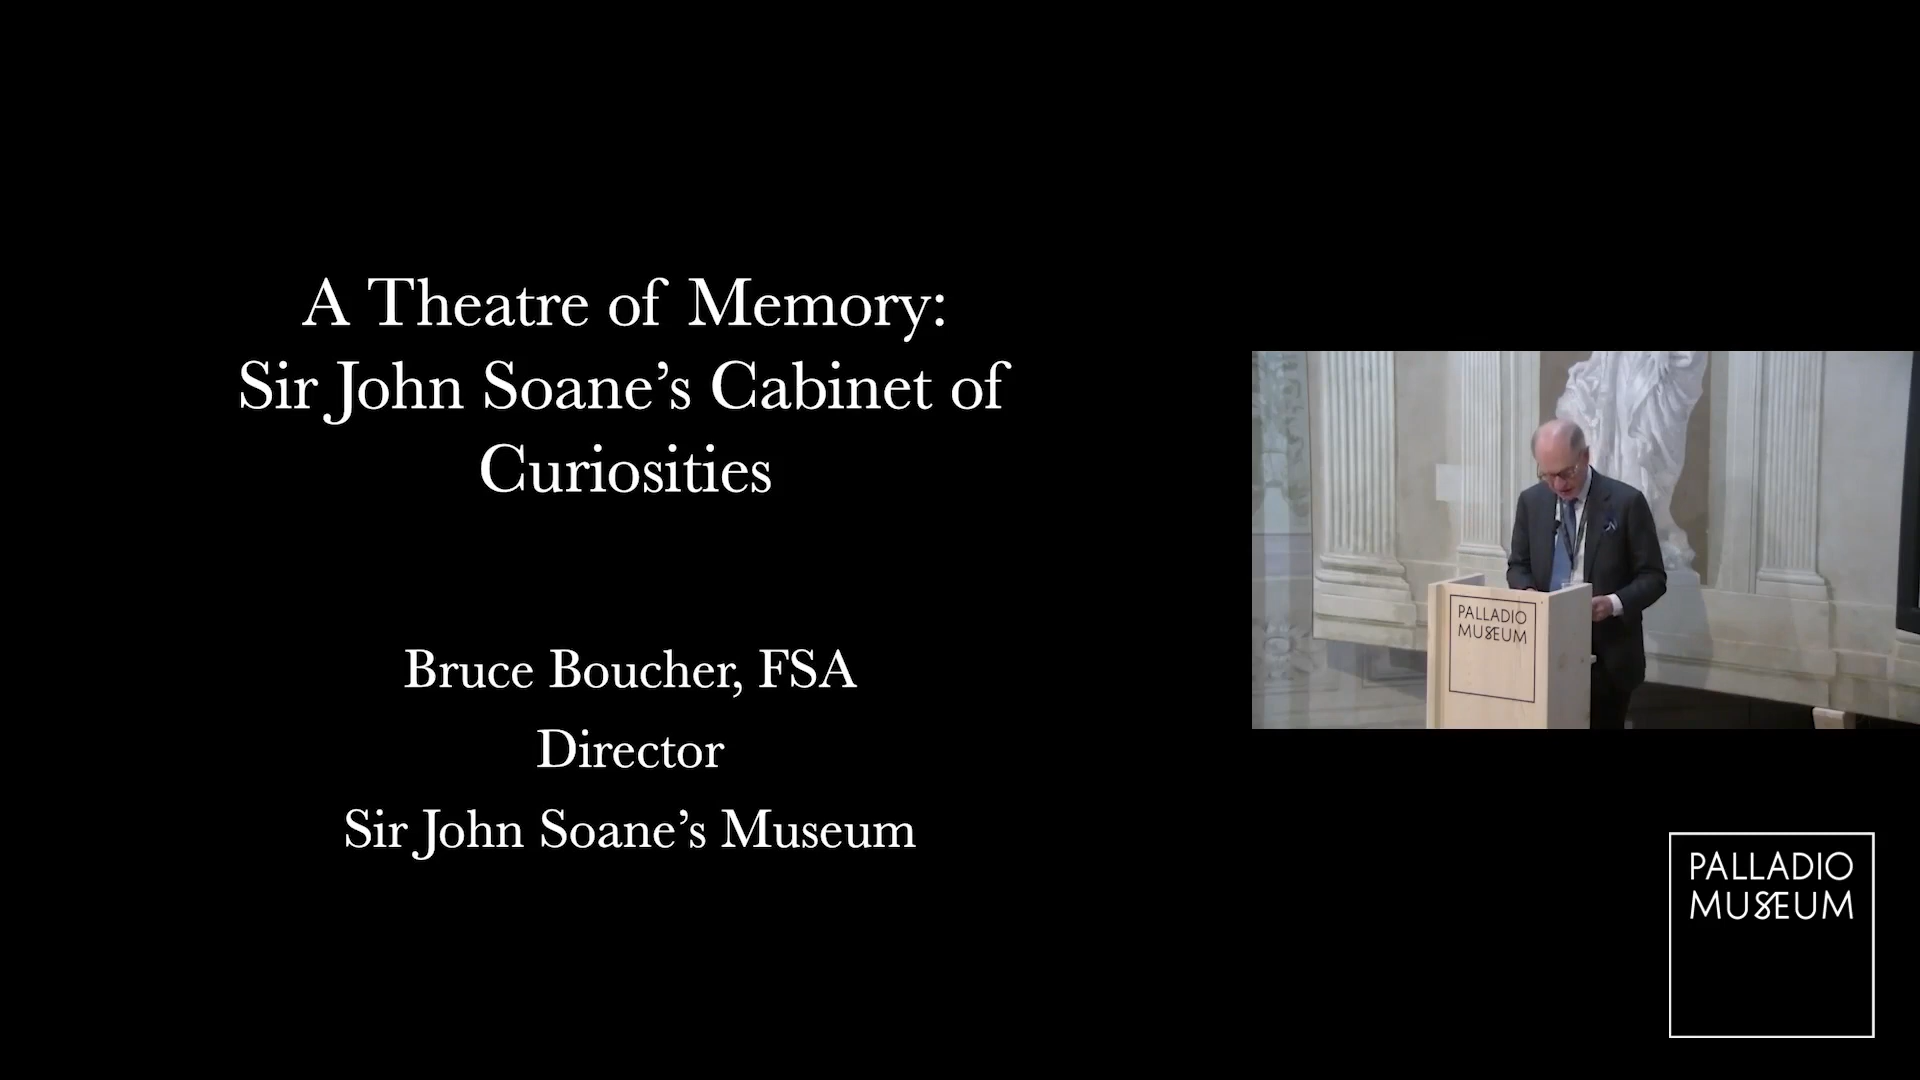 A Theatre of Memory:
Sir John Soane’s Cabinet of
Curiosities
Bruce Boucher, FSA
Director
Sir John Soane’s Museum
PALLADIO
MUSEUM
PALLADIO
MUSEUM